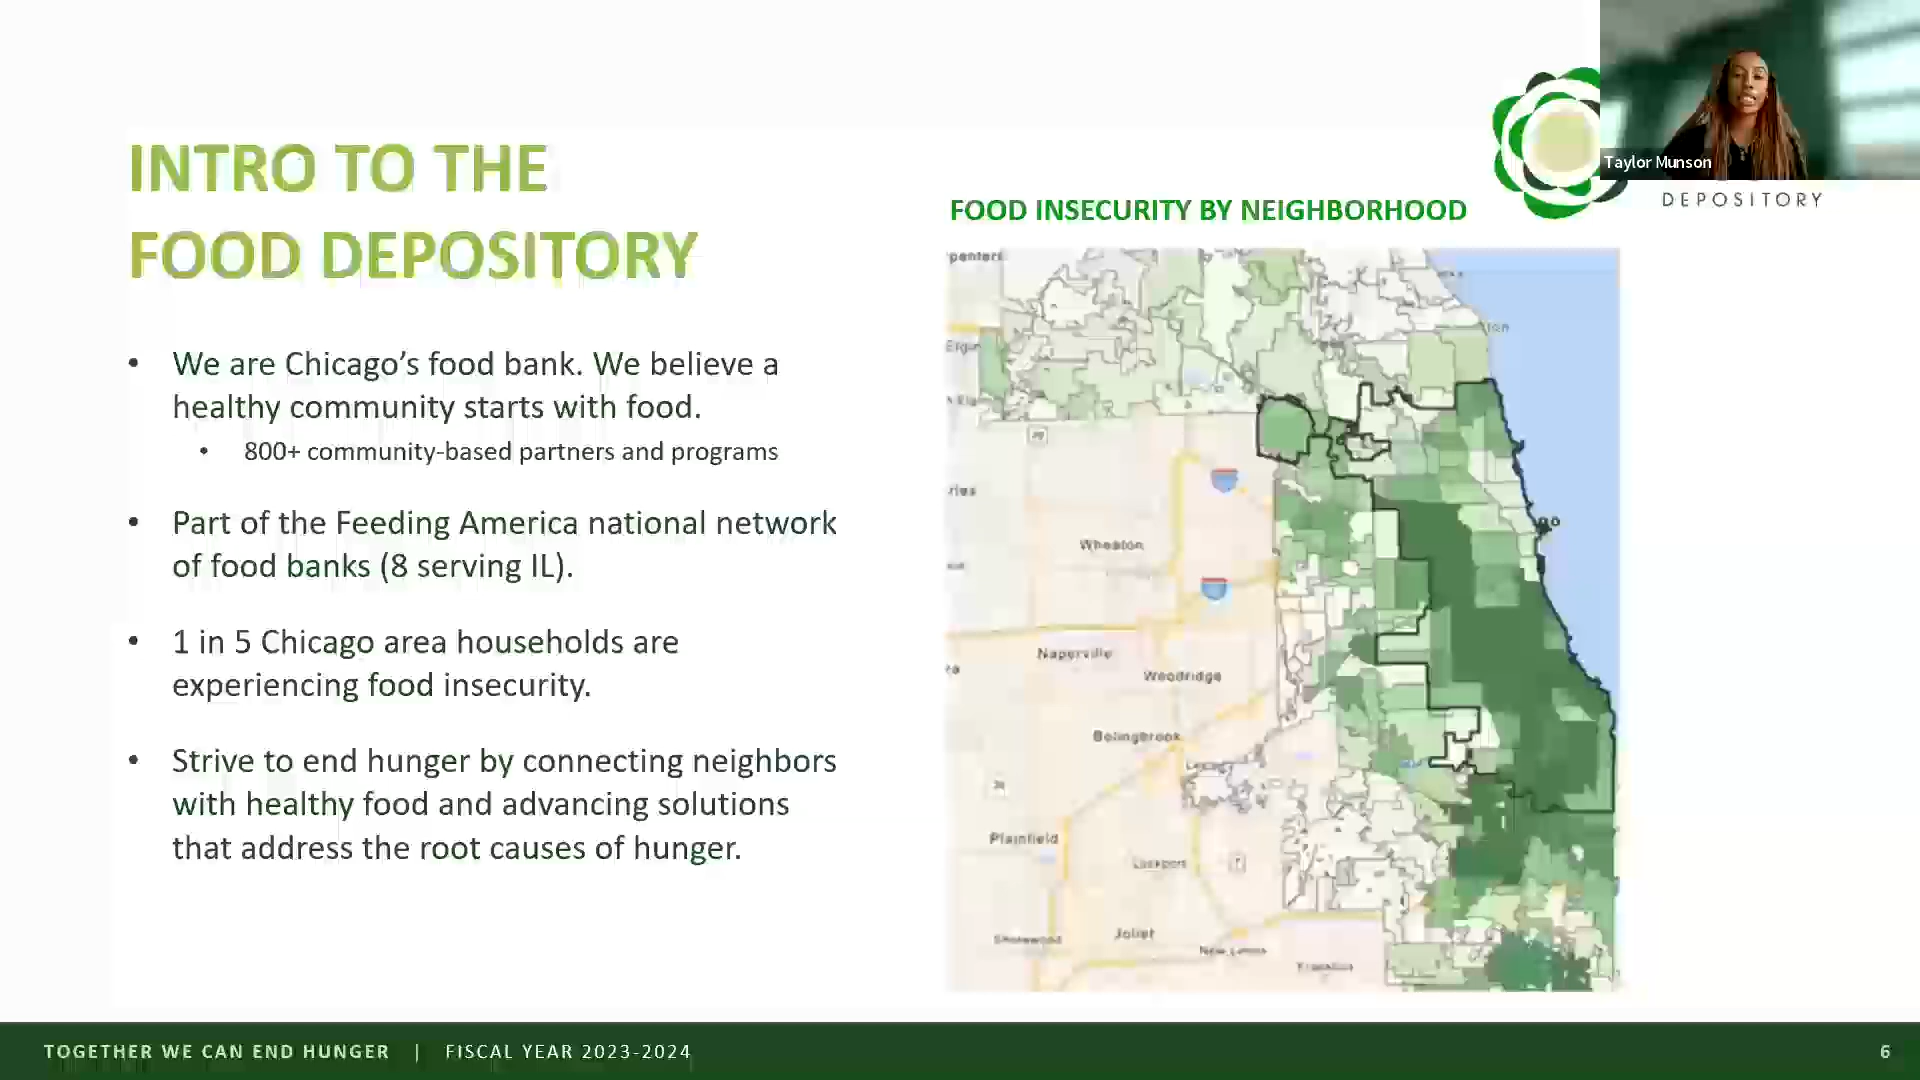 INTRO TO THE
FOOD DEPOSITORY
• We are Chicago’s food bank. We believe a
healthy community starts with food.
• 800+ community-based partners and programs
• Part of the Feeding America national network
of food banks (8 serving IL).
• 1 in 5 Chicago area households are
experiencing food insecurity.
• Strive to end hunger by connecting neighbors
with healthy food and advancing solutions
that address the root causes of hunger.
Taylor Munson
DEPOSITORY
FOOD INSECURITY BY NEIGHBORHOOD
Elgin
Wheaton
Naperville
Woodridge
Bolingbrook
Plainfield
Lockport
Shorewood
Joliet
New Lenox
Frankfort
TOGETHER WE CAN END HUNGER | FISCAL YEAR 2023-2024
6